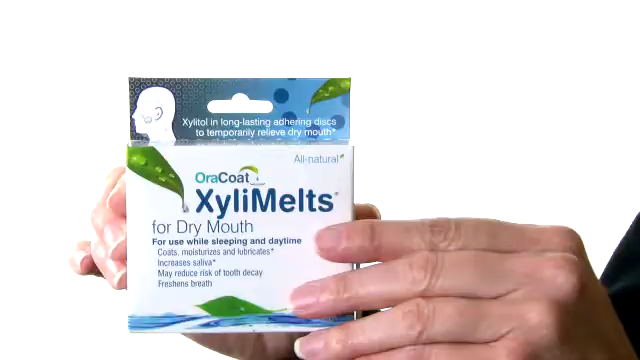 Xylitol in long-lasting adhering discs
to temporarily relieve dry mouth*
All-natural
OraCoat
XyliMelts®
for Dry Mouth
For use while sleeping and daytime
Coats, moisturizes and lubricates*
Increases saliva*
May reduce risk of tooth decay
Freshens breath